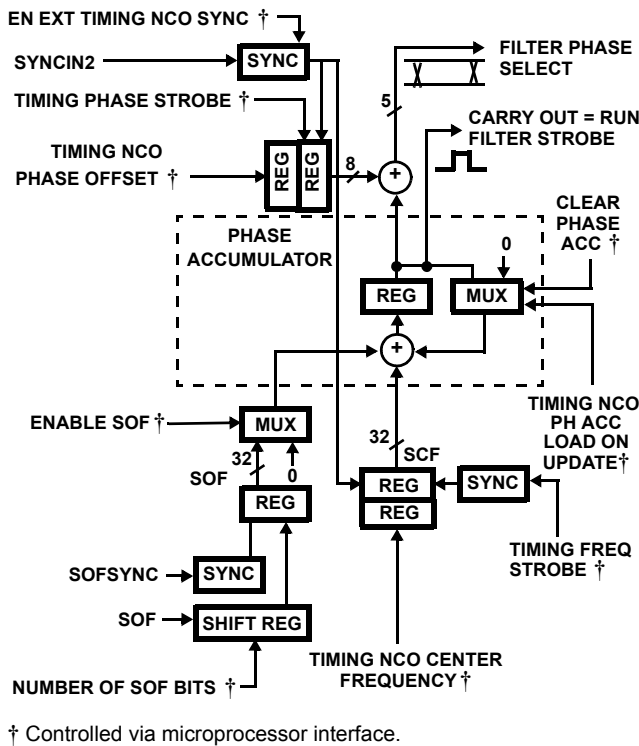 EN EXT TIMING NCO SYNC †
SYNCIN2
SYNC
TIMING PHASE STROBE †
TIMING NCO
PHASE OFFSET †
REG
REG
8
5
+
FILTER PHASE
SELECT
CARRY OUT = RUN
FILTER STROBE
CLEAR
PHASE
ACC †
PHASE
ACCUMULATOR
0
REG
MUX
+
TIMING NCO
PH ACC
LOAD ON
UPDATE†
ENABLE SOF †
MUX
32
SOF
0
REG
32
SCF
REG
REG
SYNC
TIMING FREQ
STROBE †
SOFSYNC
SYNC
SOF
SHIFT REG
NUMBER OF SOF BITS †
TIMING NCO CENTER
FREQUENCY†
† Controlled via microprocessor interface.